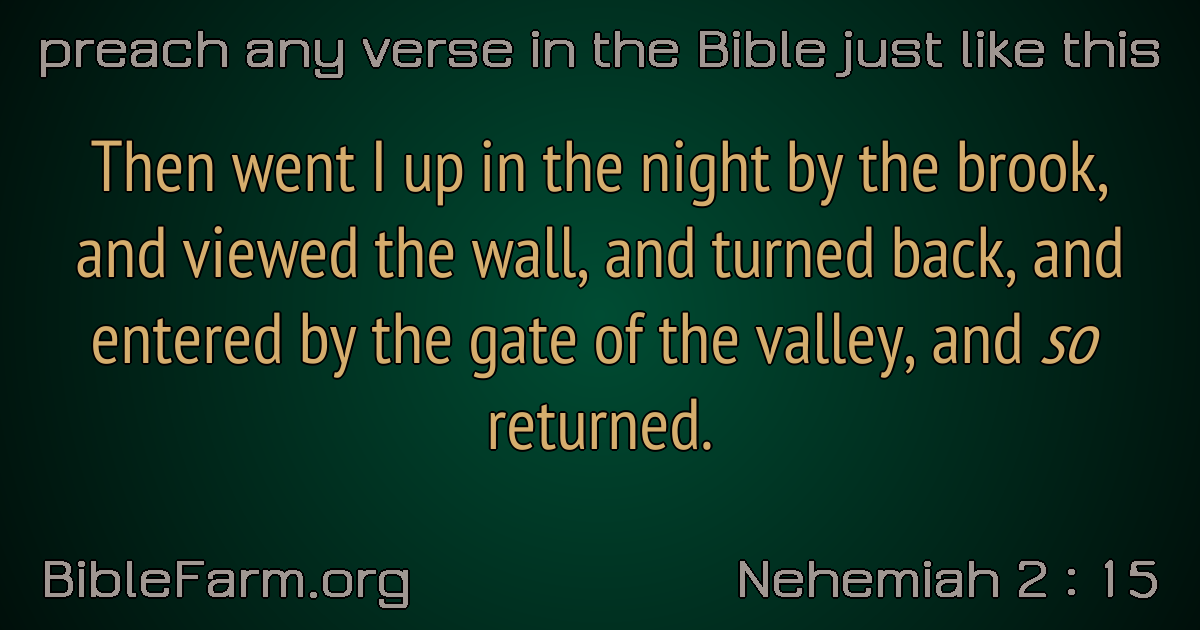 preach any verse in the Bible just like this
Then went I up in the night by the brook,
and viewed the wall, and turned back, and
entered by the gate of the valley, and so
returned.
BibleFarm.org
Nehemiah 2 : 15